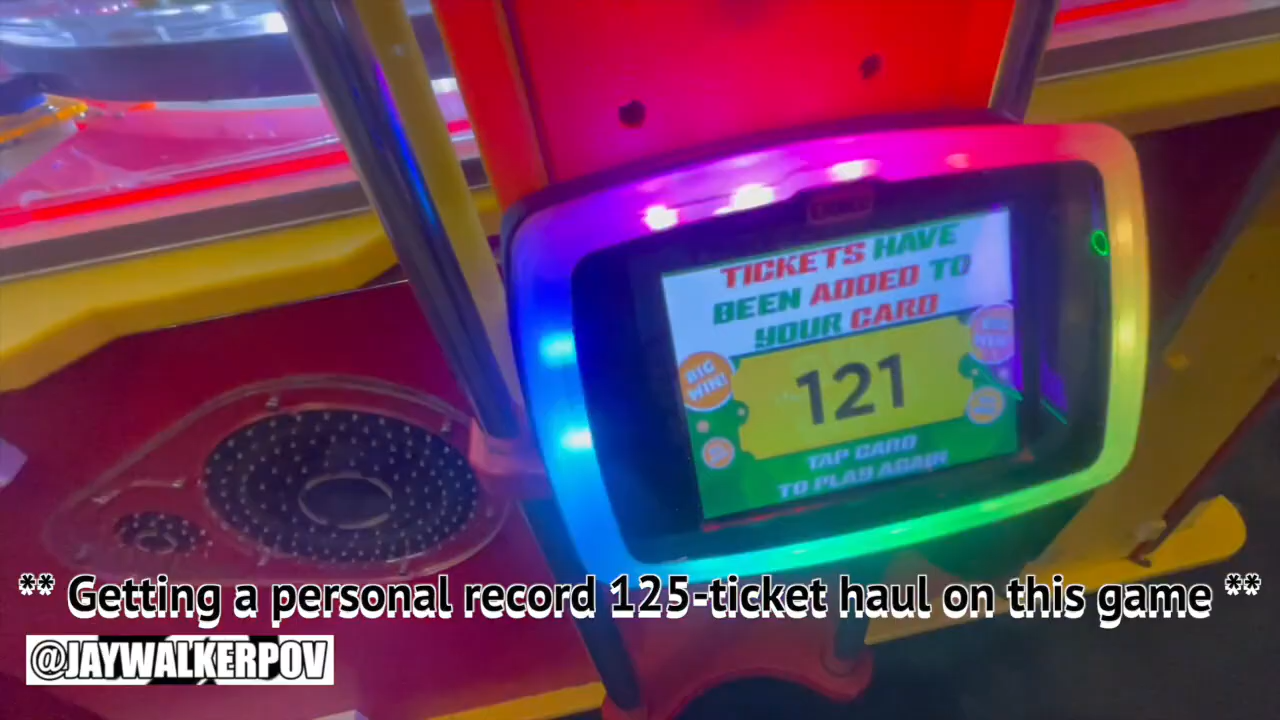 TICKETS HAVE
BEEN ADDED TO
YOUR CARD
BIG
WIN!
121
TAP CARD
TO PLAY AGAIN
** Getting a personal record 125-ticket haul on this game **
@JAYWALKERPOV